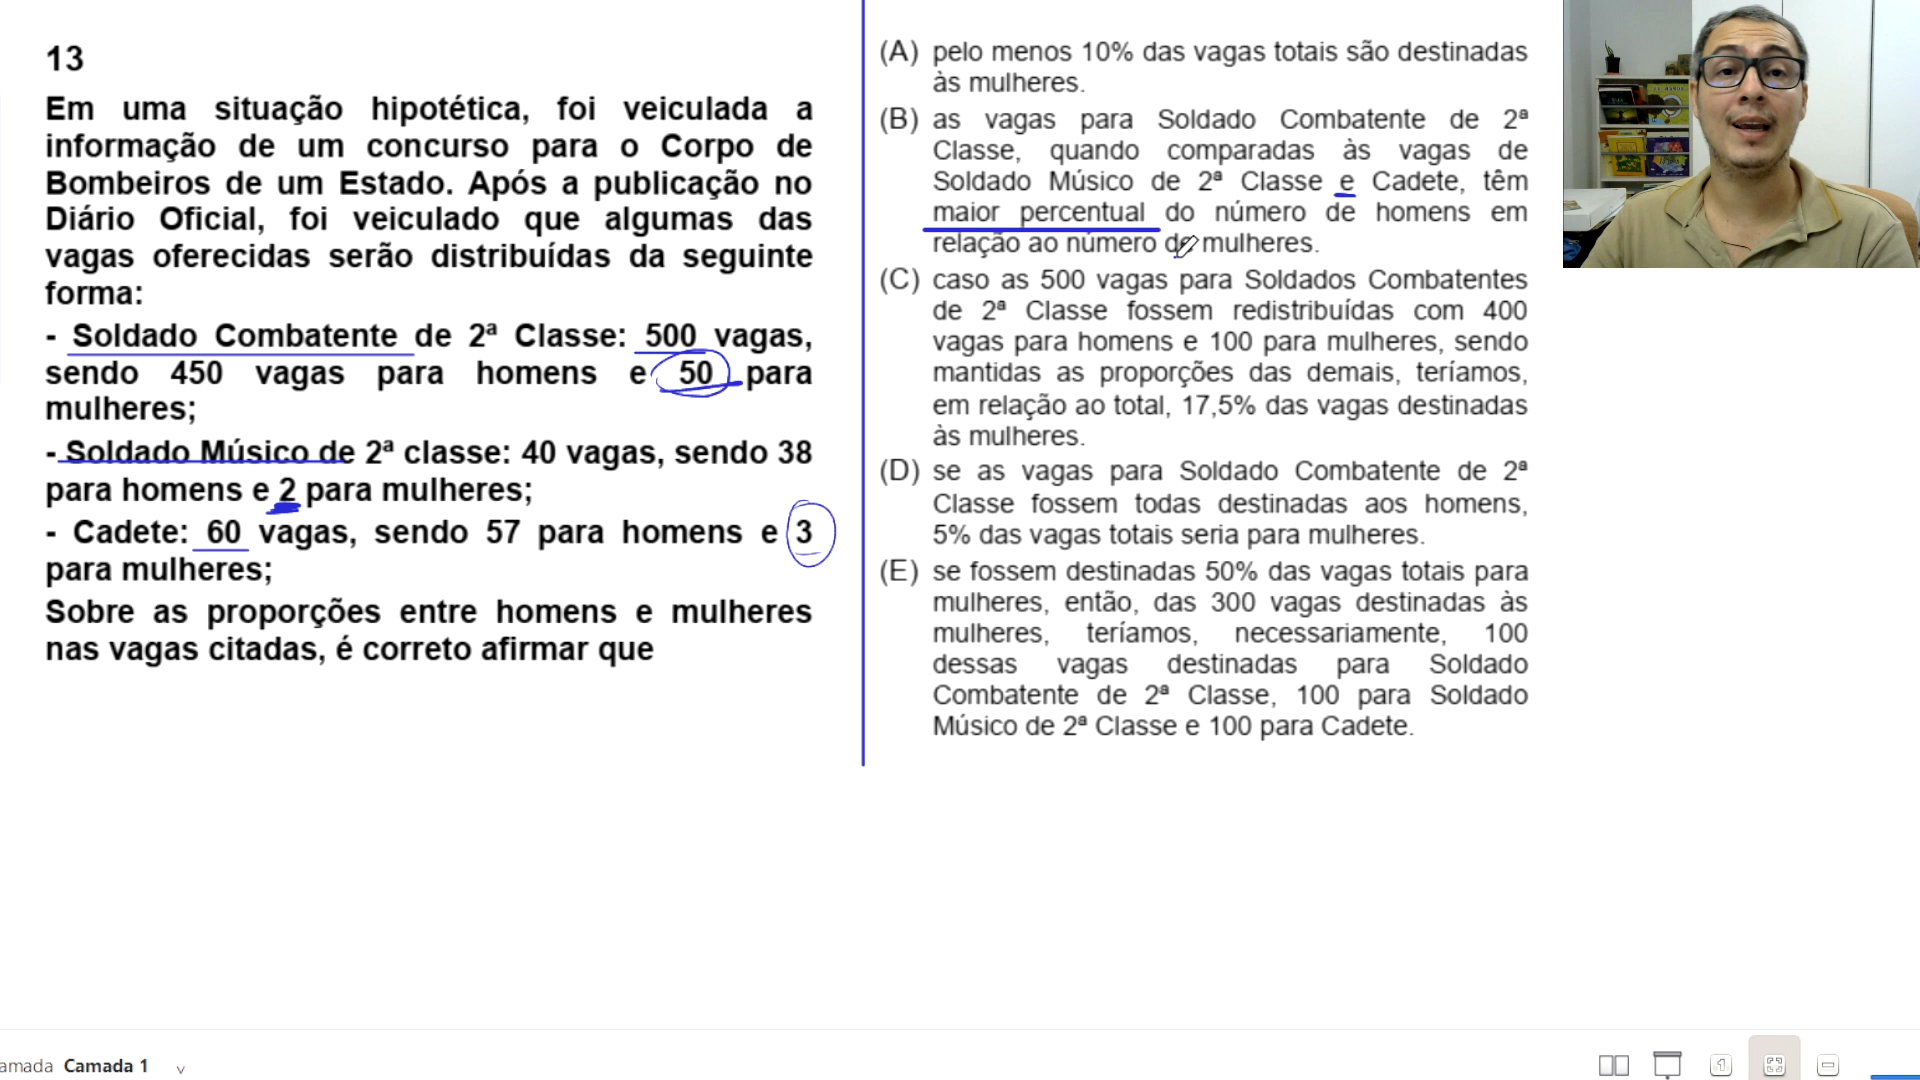 13
Em uma situação hipotética, foi veiculada a
informação de um concurso para o Corpo de
Bombeiros de um Estado. Após a publicação no
Diário Oficial, foi veiculado que algumas das
vagas oferecidas serão distribuídas da seguinte
forma:
- Soldado Combatente de 2ª Classe: 500 vagas,
sendo 450 vagas para homens e 50 para
mulheres;
- Soldado Músico de 2ª classe: 40 vagas, sendo 38
para homens e 2 para mulheres;
- Cadete: 60 vagas, sendo 57 para homens e 3
para mulheres;
Sobre as proporções entre homens e mulheres
nas vagas citadas, é correto afirmar que
(A) pelo menos 10% das vagas totais são destinadas
às mulheres.
(B) as vagas para Soldado Combatente de 2ª
Classe, quando comparadas às vagas de
Soldado Músico de 2ª Classe e Cadete, têm
maior percentual do número de homens em
relação ao número de mulheres.
(C) caso as 500 vagas para Soldados Combatentes
de 2ª Classe fossem redistribuídas com 400
vagas para homens e 100 para mulheres, sendo
mantidas as proporções das demais, teríamos,
em relação ao total, 17,5% das vagas destinadas
às mulheres.
(D) se as vagas para Soldado Combatente de 2ª
Classe fossem todas destinadas aos homens,
5% das vagas totais seria para mulheres.
(E) se fossem destinadas 50% das vagas totais para
mulheres, então, das 300 vagas destinadas às
mulheres, teríamos, necessariamente, 100
dessas vagas destinadas para Soldado
Combatente de 2ª Classe, 100 para Soldado
Músico de 2ª Classe e 100 para Cadete.
amada Camada 1